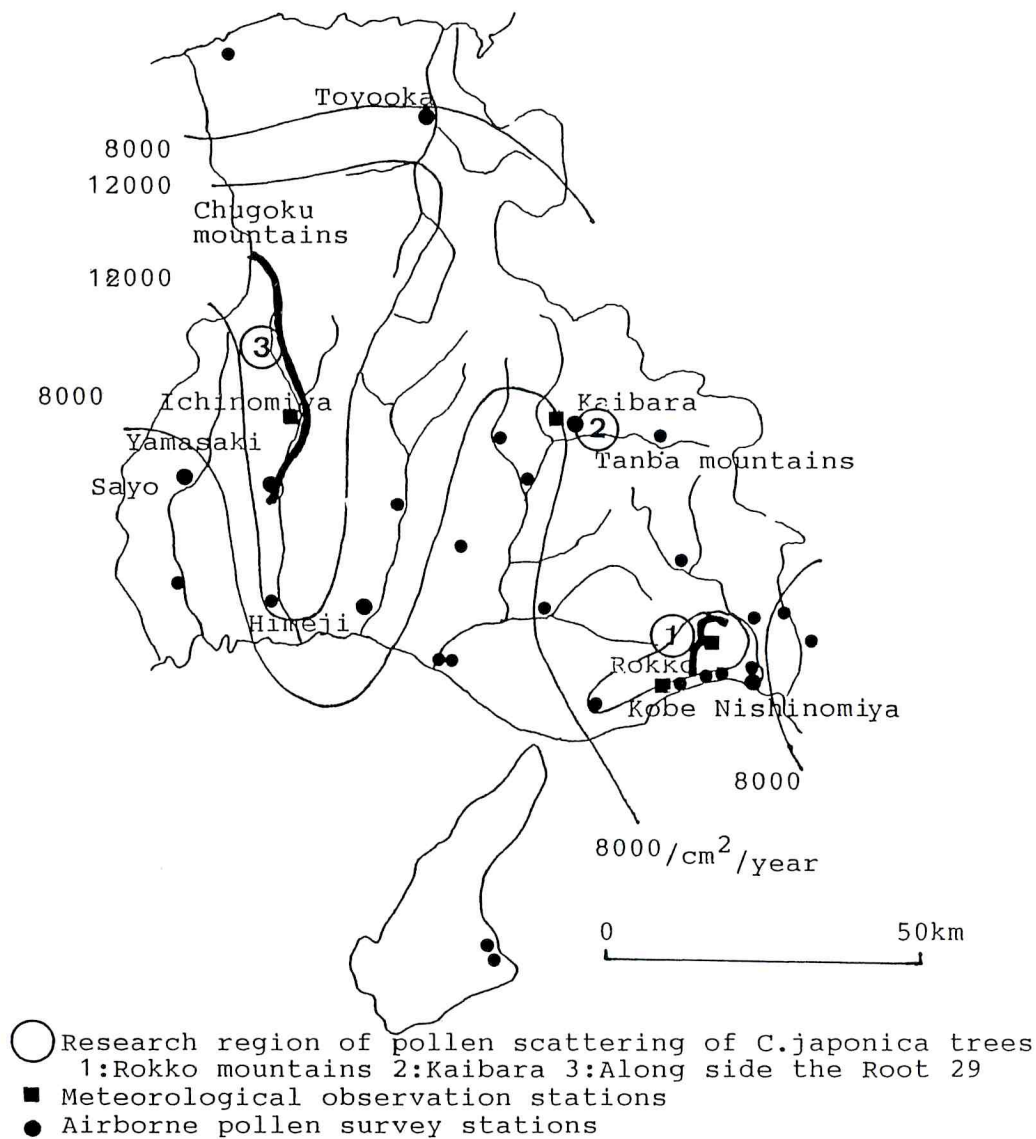 Toyooka
8000
12000
Chugoku
mountains
12000
3
8000
Ichinomiya
Kaibara
2
Yamasaki
Tanba mountains
Sayo
1
Himeji
Rokko
Kobe Nishinomiya
8000
8000/cm²/year
0 50km
Research region of pollen scattering of C.japonica trees
1:Rokko mountains 2:Kaibara 3:Along side the Root 29
Meteorological observation stations
Airborne pollen survey stations